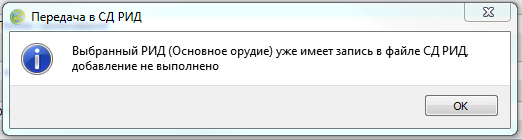 Передача в СД РИД
Выбранный РИД (Основное орудие) уже имеет запись в файле СД РИД,
добавление не выполнено
OK